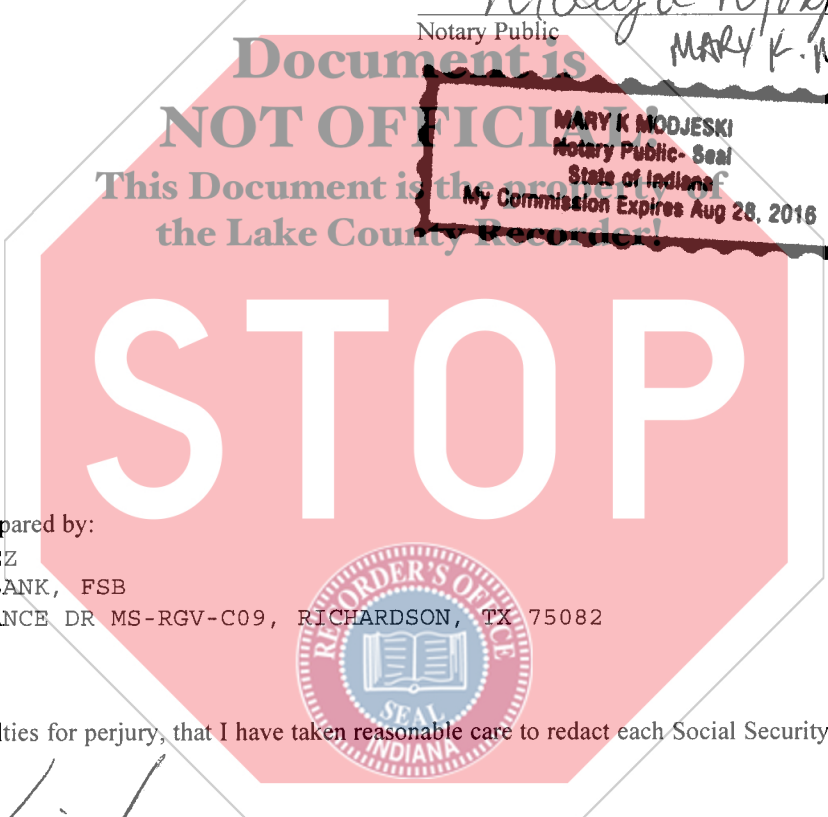 Notary Public
MARY K.
Document is
NOT OFFICIAL!
This Document is the property of
the Lake County Recorder!
MARY K MODJESKI
Notary Public- Seal
State of Indiana
My Commission Expires Aug 28, 2016
STOP
pared by:
EZ
ANK, FSB
ANCE DR MS-RGV-C09, RICHARDSON, TX 75082
RECORDER'S OFFICE
SEAL
INDIANA
lties for perjury, that I have taken reasonable care to redact each Social Security